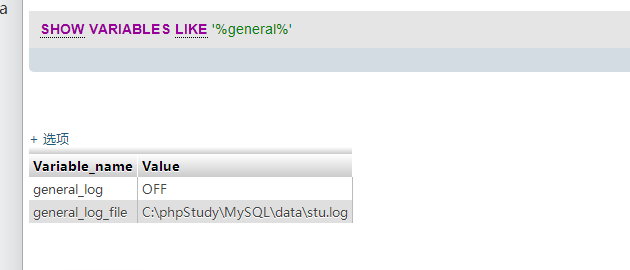 a
SHOW VARIABLES LIKE '%general%'
+ 选项
Variable_name Value
general_log OFF
general_log_file C:\phpStudy\MySQL\data\stu.log